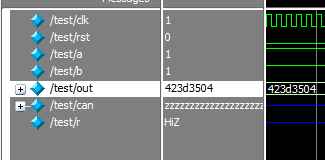 Messages
/test/clk 1
/test/rst 0
/test/a 1
/test/b 1
/test/out 423d3504 423d3504
/test/can zzzzzzzzzzzzzzzzzzzz
/test/r HiZ